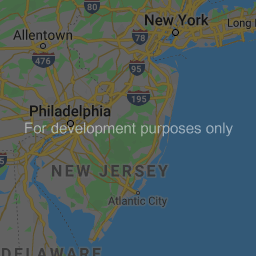 80
New York
Allentown
78
Long I
476
95
195
Philadelphia
For development purposes only
NEW JERSEY
Atlantic City
DELAWARE